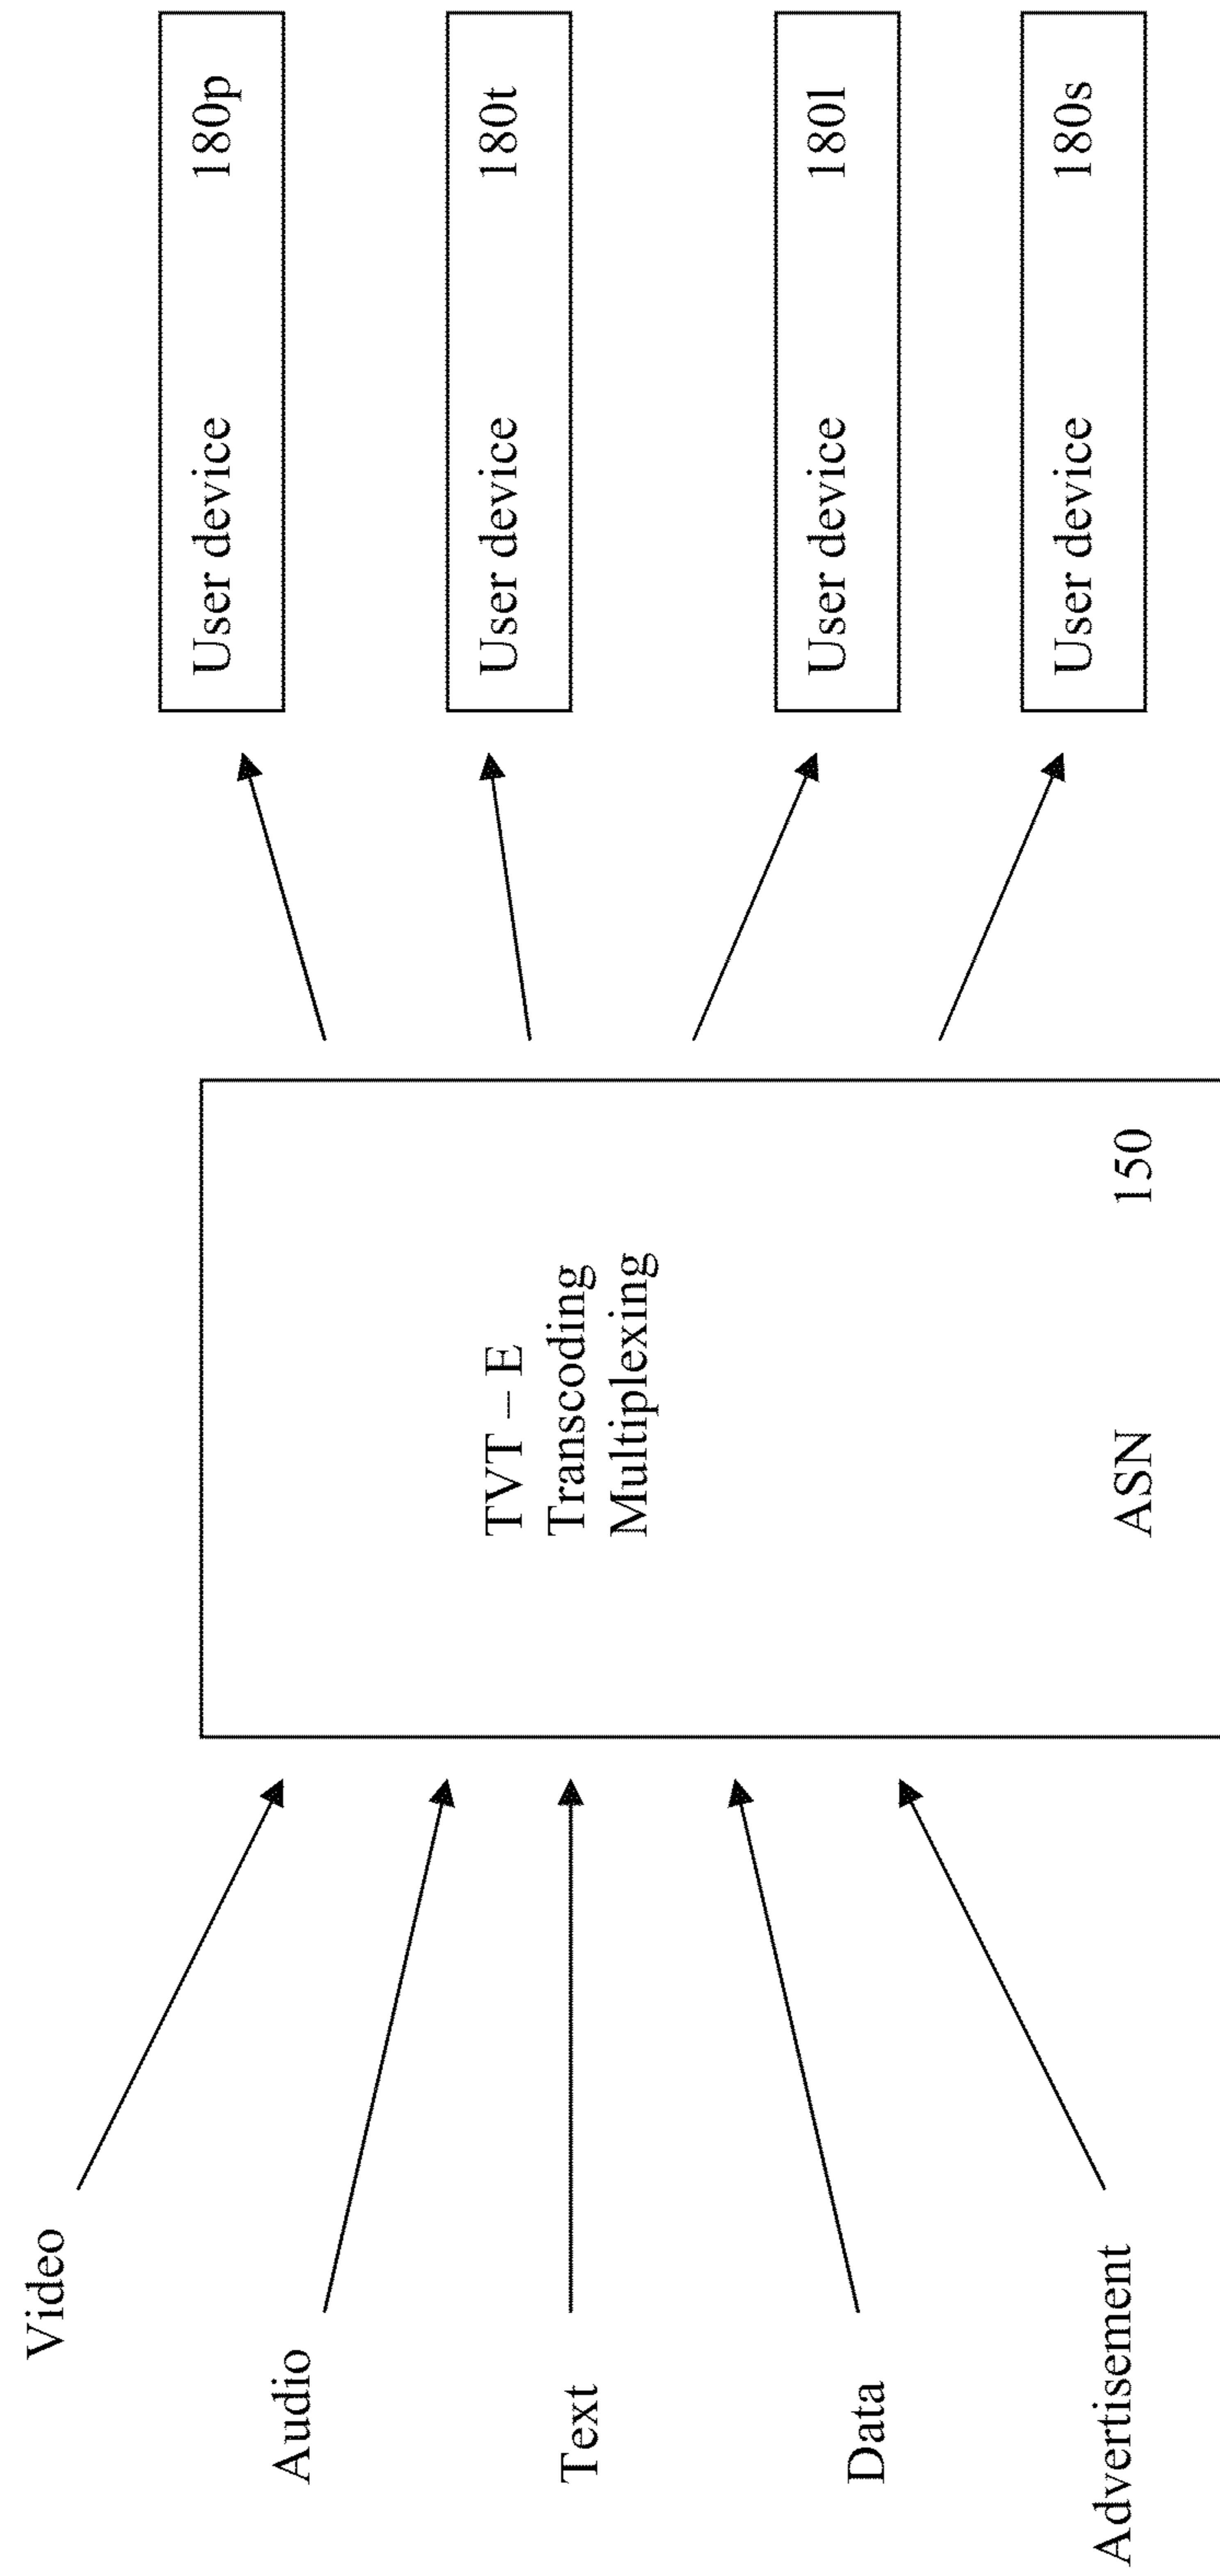 Video
Audio
Text
Data
Advertisement
TVT – E
Transcoding
Multiplexing
ASN 150
User device 180p
User device 180t
User device 180l
User device 180s